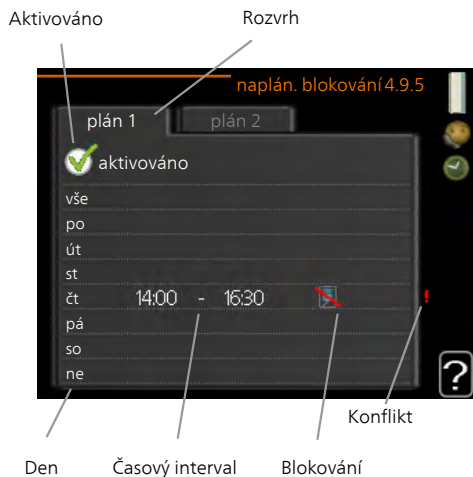 Aktivováno Rozvrh
naplán. blokování 4.9.5
plán 1 plán 2
aktivováno
vše
po
út
st
čt 14:00 - 16:30 !
pá
so
ne
?
Konflikt
Den Časový interval Blokování